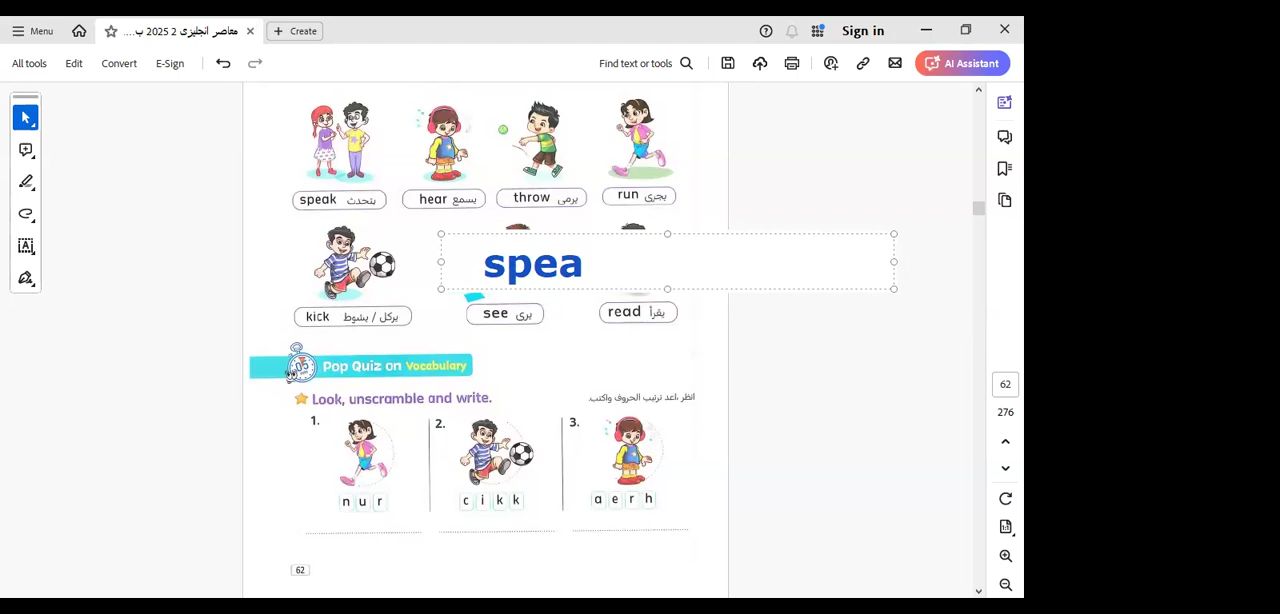 Menu
معاصر انجليزى 2 2025 ب....
Create
Sign in
All tools
Edit
Convert
E-Sign
Find text or tools
AI Assistant
speak يتحدث
hear يسمع
throw يرمى
run يجرى
spea
kick يركل / يشوط
see يرى
read يقرأ
05
Pop Quiz on Vocabulary
Look, unscramble and write.
انظر ،اعد ترتيب الحروف واكتب.
1.
2.
3.
n u r
c i k k
a e r h
62
62
276